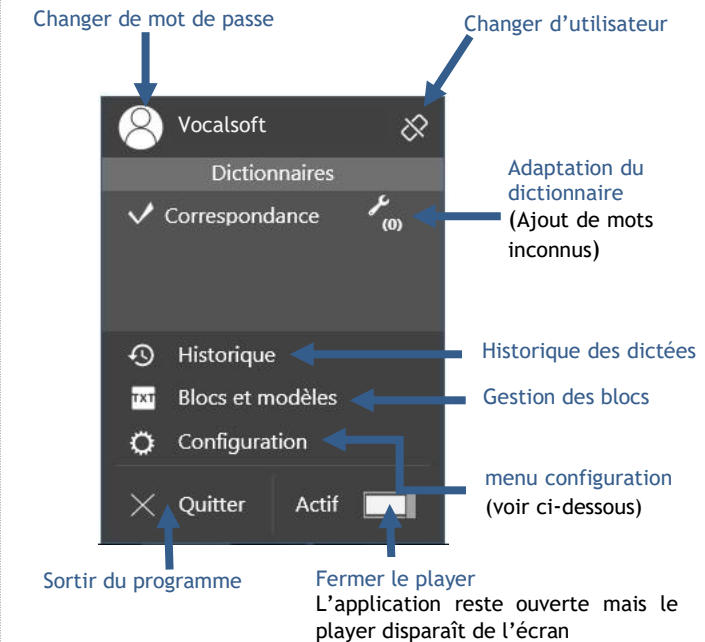 Changer de mot de passe
Changer d’utilisateur
Vocalsoft
Dictionnaires
Correspondance
(0)
Adaptation du
dictionnaire
(Ajout de mots
inconnus)
Historique
Historique des dictées
TXT Blocs et modèles
Gestion des blocs
Configuration
menu configuration
(voir ci-dessous)
Quitter
Actif
Sortir du programme
Fermer le player
L’application reste ouverte mais le
player disparaît de l’écran